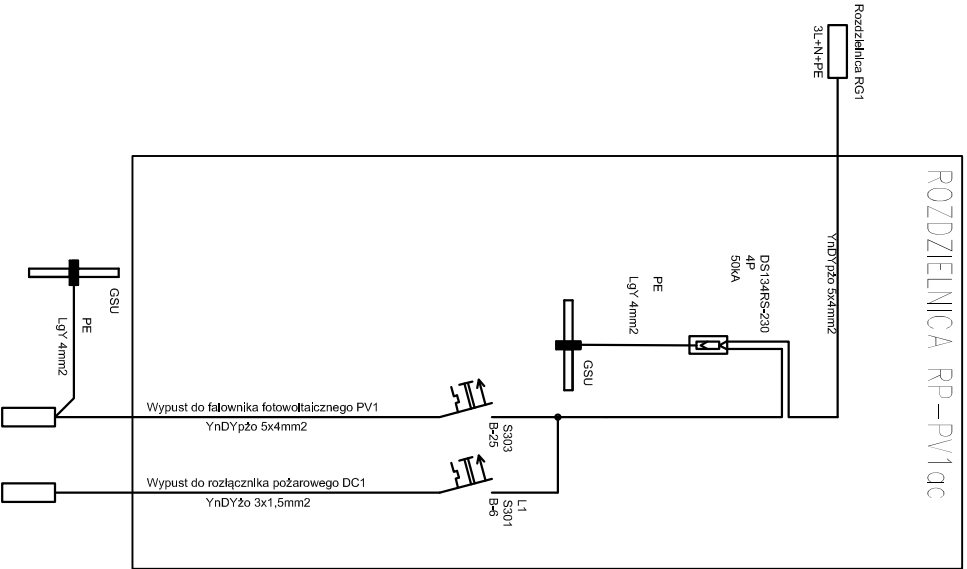 Rozdzielnica RG1
3L+N+PE
ROZDZIELNICA RP-PV1qc
YnDYpżo 5x4mm2
DS134RS-230
4P
50kA
PE
LgY 4mm2
GSU
GSU
PE
LgY 4mm2
Wypust do falownika fotowoltaicznego PV1
YnDYpżo 5x4mm2
S303
B-25
Wypust do rozłącznika pożarowego DC1
YnDYżo 3x1,5mm2
L1
S301
B-6